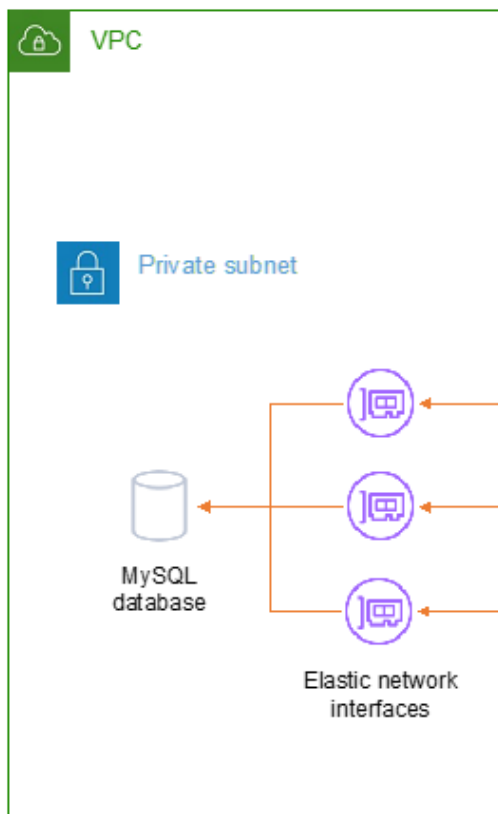 VPC
Private subnet
MySQL
database
Elastic network
interfaces